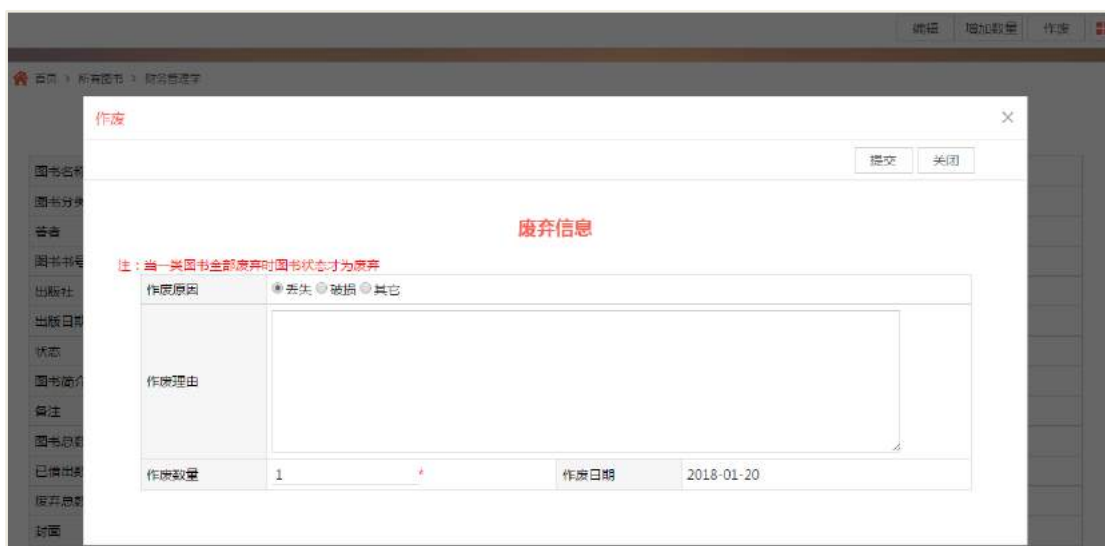 编辑 增加数量 作废
首页 > 所有图书 > 财务管理学
作废 ×
提交 关闭
图书名称
图书分类
废弃信息
著者
图书书号
注：当一类图书全部废弃时图书状态才为废弃
出版社
作废原因 丢失 破损 其它
出版日期
状态
图书简介
作废理由
备注
图书总数
已借出数
作废数量 1 * 作废日期 2018-01-20
废弃总数
封面